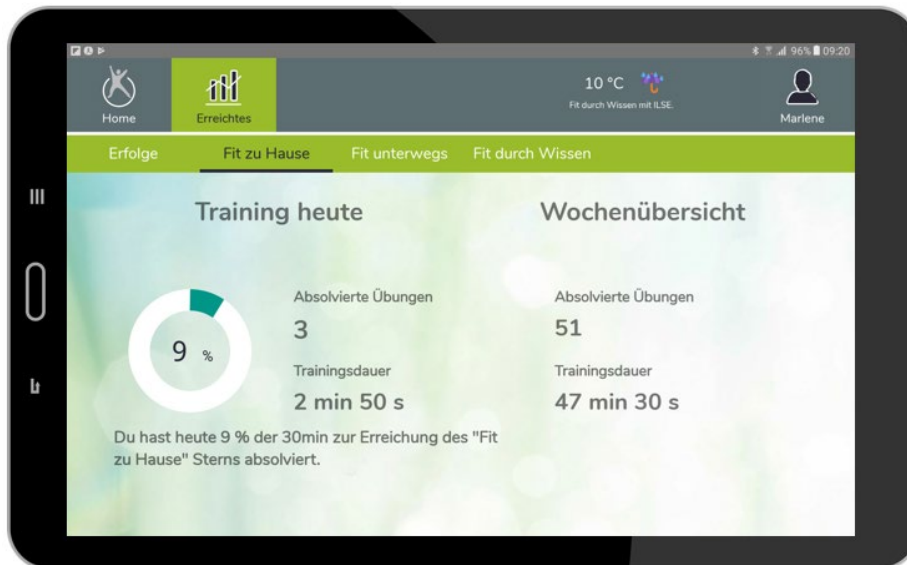 96% 09:20
10 °C
Fit durch Wissen mit ILSE.
Home
Erreichtes
Marlene
Erfolge Fit zu Hause Fit unterwegs Fit durch Wissen
Training heute
Wochenübersicht
9 %
Absolvierte Übungen
3
Trainingsdauer
2 min 50 s
Absolvierte Übungen
51
Trainingsdauer
47 min 30 s
Du hast heute 9 % der 30min zur Erreichung des "Fit
zu Hause" Sterns absolviert.